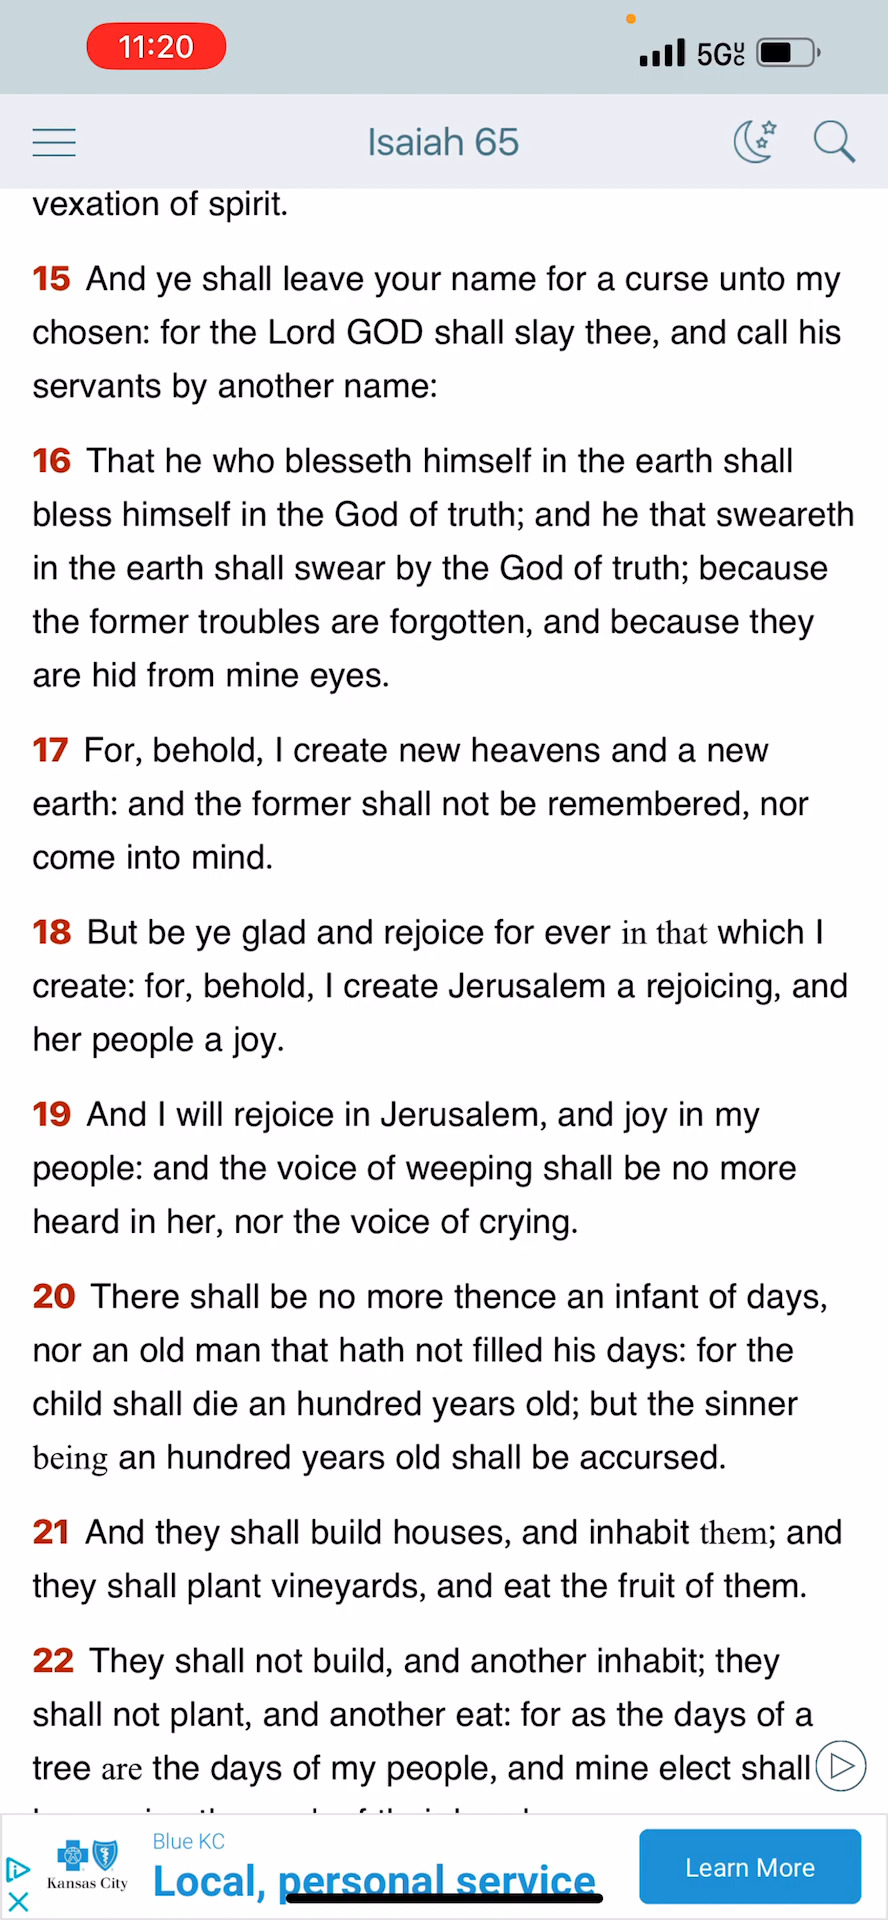 11:20
5G UC
Isaiah 65
vexation of spirit.
15 And ye shall leave your name for a curse unto my
chosen: for the Lord GOD shall slay thee, and call his
servants by another name:
16 That he who blesseth himself in the earth shall
bless himself in the God of truth; and he that sweareth
in the earth shall swear by the God of truth; because
the former troubles are forgotten, and because they
are hid from mine eyes.
17 For, behold, I create new heavens and a new
earth: and the former shall not be remembered, nor
come into mind.
18 But be ye glad and rejoice for ever in that which I
create: for, behold, I create Jerusalem a rejoicing, and
her people a joy.
19 And I will rejoice in Jerusalem, and joy in my
people: and the voice of weeping shall be no more
heard in her, nor the voice of crying.
20 There shall be no more thence an infant of days,
nor an old man that hath not filled his days: for the
child shall die an hundred years old; but the sinner
being an hundred years old shall be accursed.
21 And they shall build houses, and inhabit them; and
they shall plant vineyards, and eat the fruit of them.
22 They shall not build, and another inhabit; they
shall not plant, and another eat: for as the days of a
tree are the days of my people, and mine elect shall
Blue KC
Kansas City
Local, personal service
Learn More